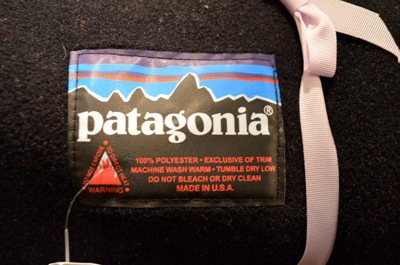 patagonia®
100% POLYESTER • EXCLUSIVE OF TRIM
MACHINE WASH WARM • TUMBLE DRY LOW
DO NOT BLEACH OR DRY CLEAN
MADE IN U.S.A.
WARNING